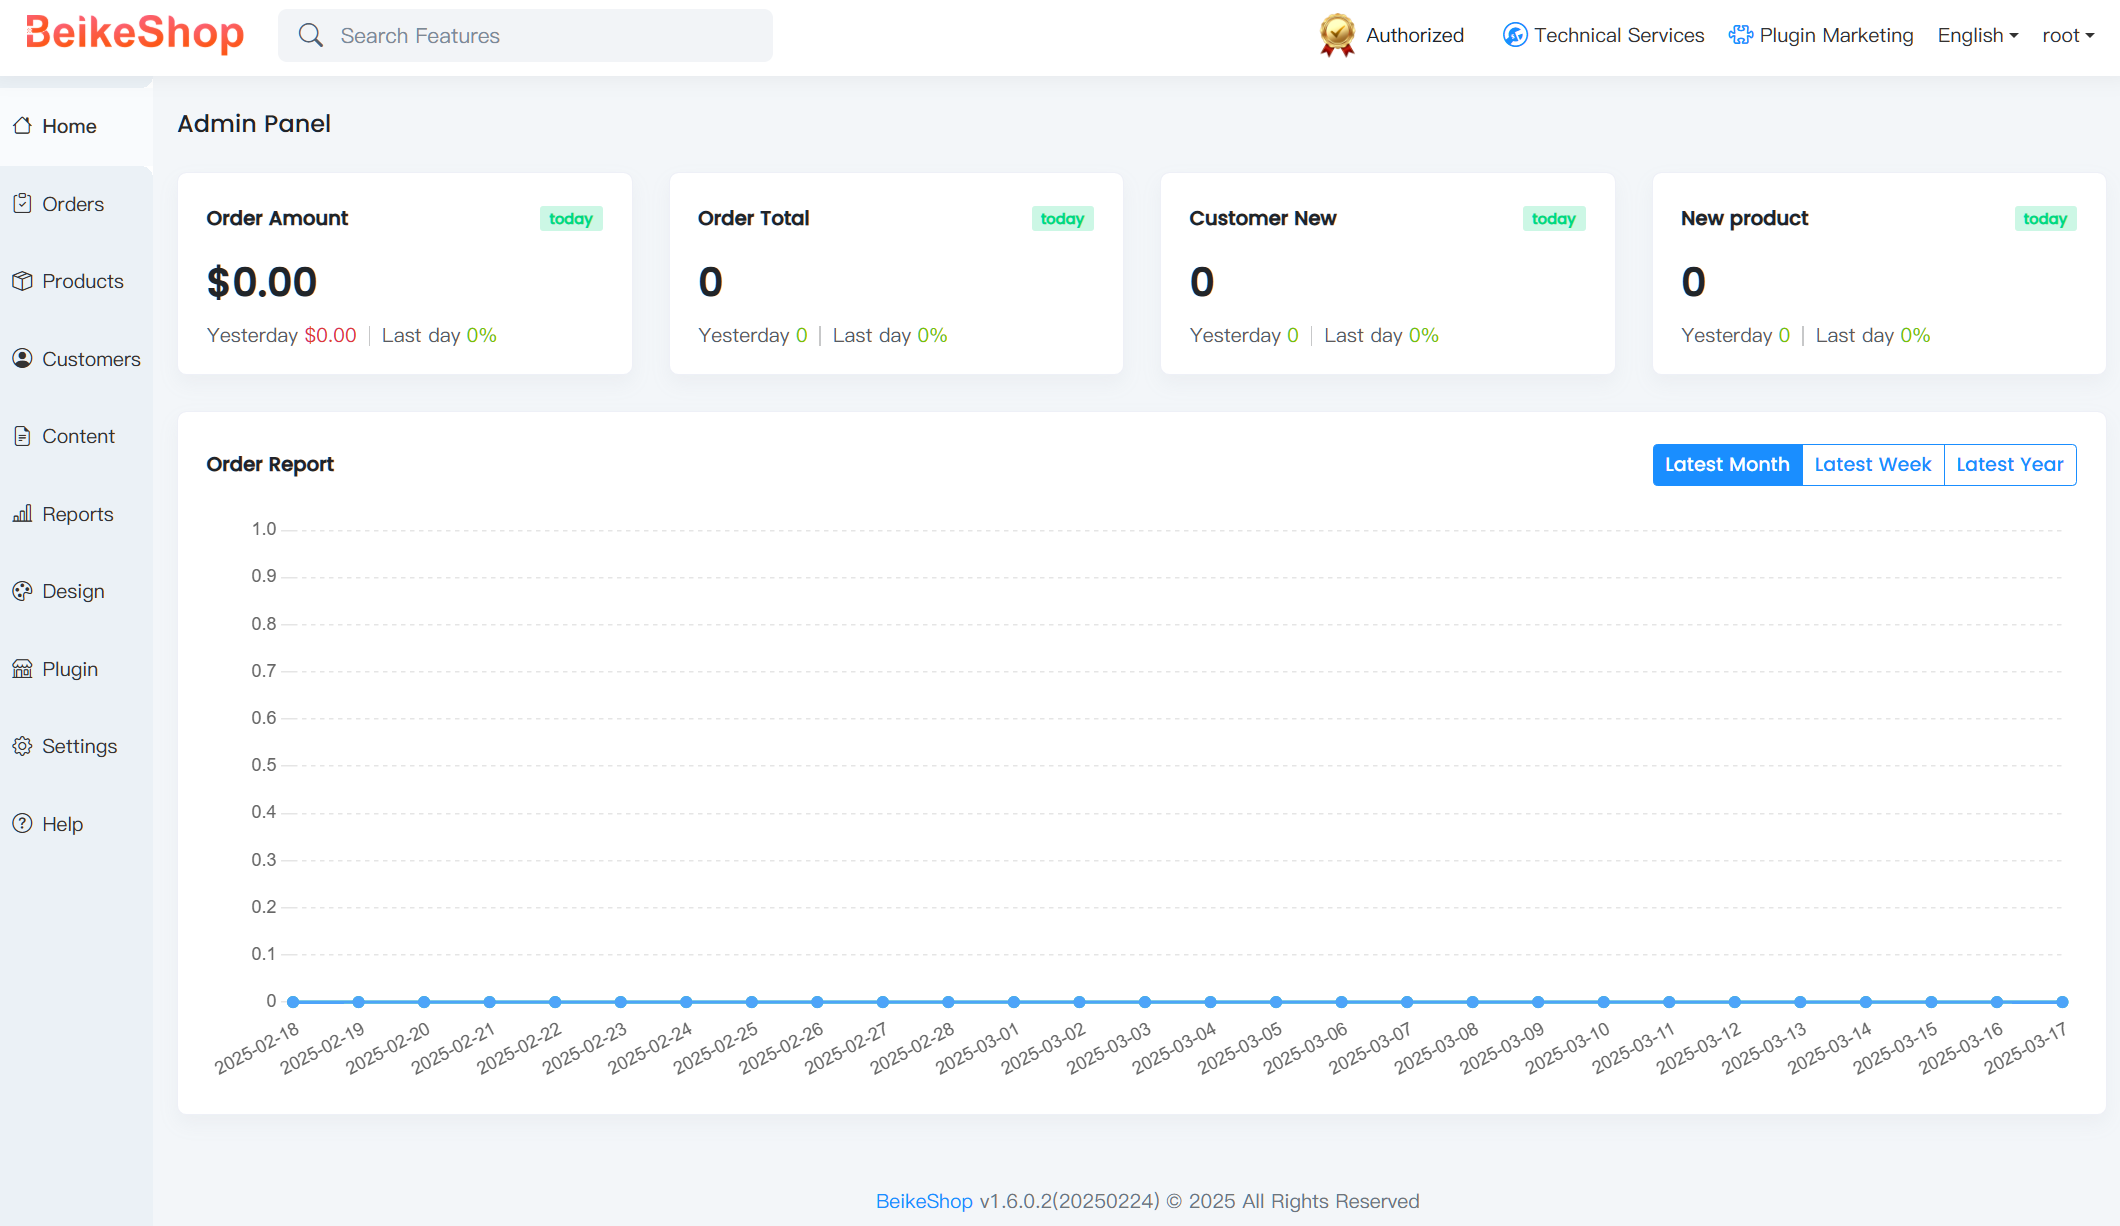 BeikeShop
Search Features
Authorized
Technical Services
Plugin Marketing
English
root
Home
Orders
Products
Customers
Content
Reports
Design
Plugin
Settings
Help
Admin Panel
Order Amount today
$0.00
Yesterday $0.00 | Last day 0%
Order Total today
0
Yesterday 0 | Last day 0%
Customer New today
0
Yesterday 0 | Last day 0%
New product today
0
Yesterday 0 | Last day 0%
Order Report
Latest Month Latest Week Latest Year
1.0
0.9
0.8
0.7
0.6
0.5
0.4
0.3
0.2
0.1
0
2025-02-18
2025-02-19
2025-02-20
2025-02-21
2025-02-22
2025-02-23
2025-02-24
2025-02-25
2025-02-26
2025-02-27
2025-02-28
2025-03-01
2025-03-02
2025-03-03
2025-03-04
2025-03-05
2025-03-06
2025-03-07
2025-03-08
2025-03-09
2025-03-10
2025-03-11
2025-03-12
2025-03-13
2025-03-14
2025-03-15
2025-03-16
2025-03-17
BeikeShop v1.6.0.2(20250224) © 2025 All Rights Reserved